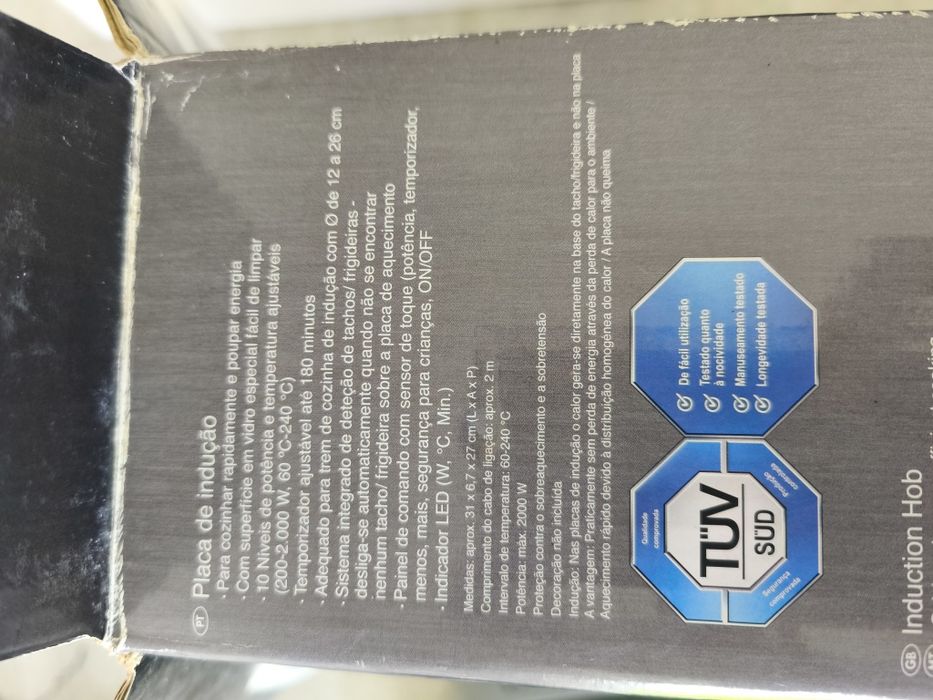 PT Placa de indução
· Para cozinhar rapidamente e poupar energia
· Com superfície em vidro especial fácil de limpar
· 10 Níveis de potência e temperatura ajustáveis
(200-2.000 W, 60 °C-240 °C)
· Temporizador ajustável até 180 minutos
· Adequado para trem de cozinha de indução com Ø de 12 a 26 cm
· Sistema integrado de deteção de tachos/ frigideiras -
desliga-se automaticamente quando não se encontrar
nenhum tacho/ frigideira sobre a placa de aquecimento
· Painel de comando com sensor de toque (potência, temporizador,
menos, mais, segurança para crianças, ON/OFF
· Indicador LED (W, °C, Min.)
Medidas: aprox. 31 x 6,7 x 27 cm (L x A x P)
Comprimento do cabo de ligação: aprox. 2 m
Intervalo de temperatura: 60-240 °C
Potência: máx. 2000 W
Proteção contra o sobreaquecimento e a sobretensão
Decoração não incluída
Indução: Nas placas de indução o calor gera-se diretamente na base do tacho/frigideira e não na placa
A vantagem: Praticamente sem perda de energia através da perda de calor para o ambiente /
Aquecimento rápido devido à distribuição homogénea do calor / A placa não queima
Qualidade
comprovada
TÜV
SÜD
Segurança
comprovada
Produção
controlada
De fácil utilização
Testado quanto
à nocividade
Manuseamento testado
Longevidade testada
GB Induction Hob
MT